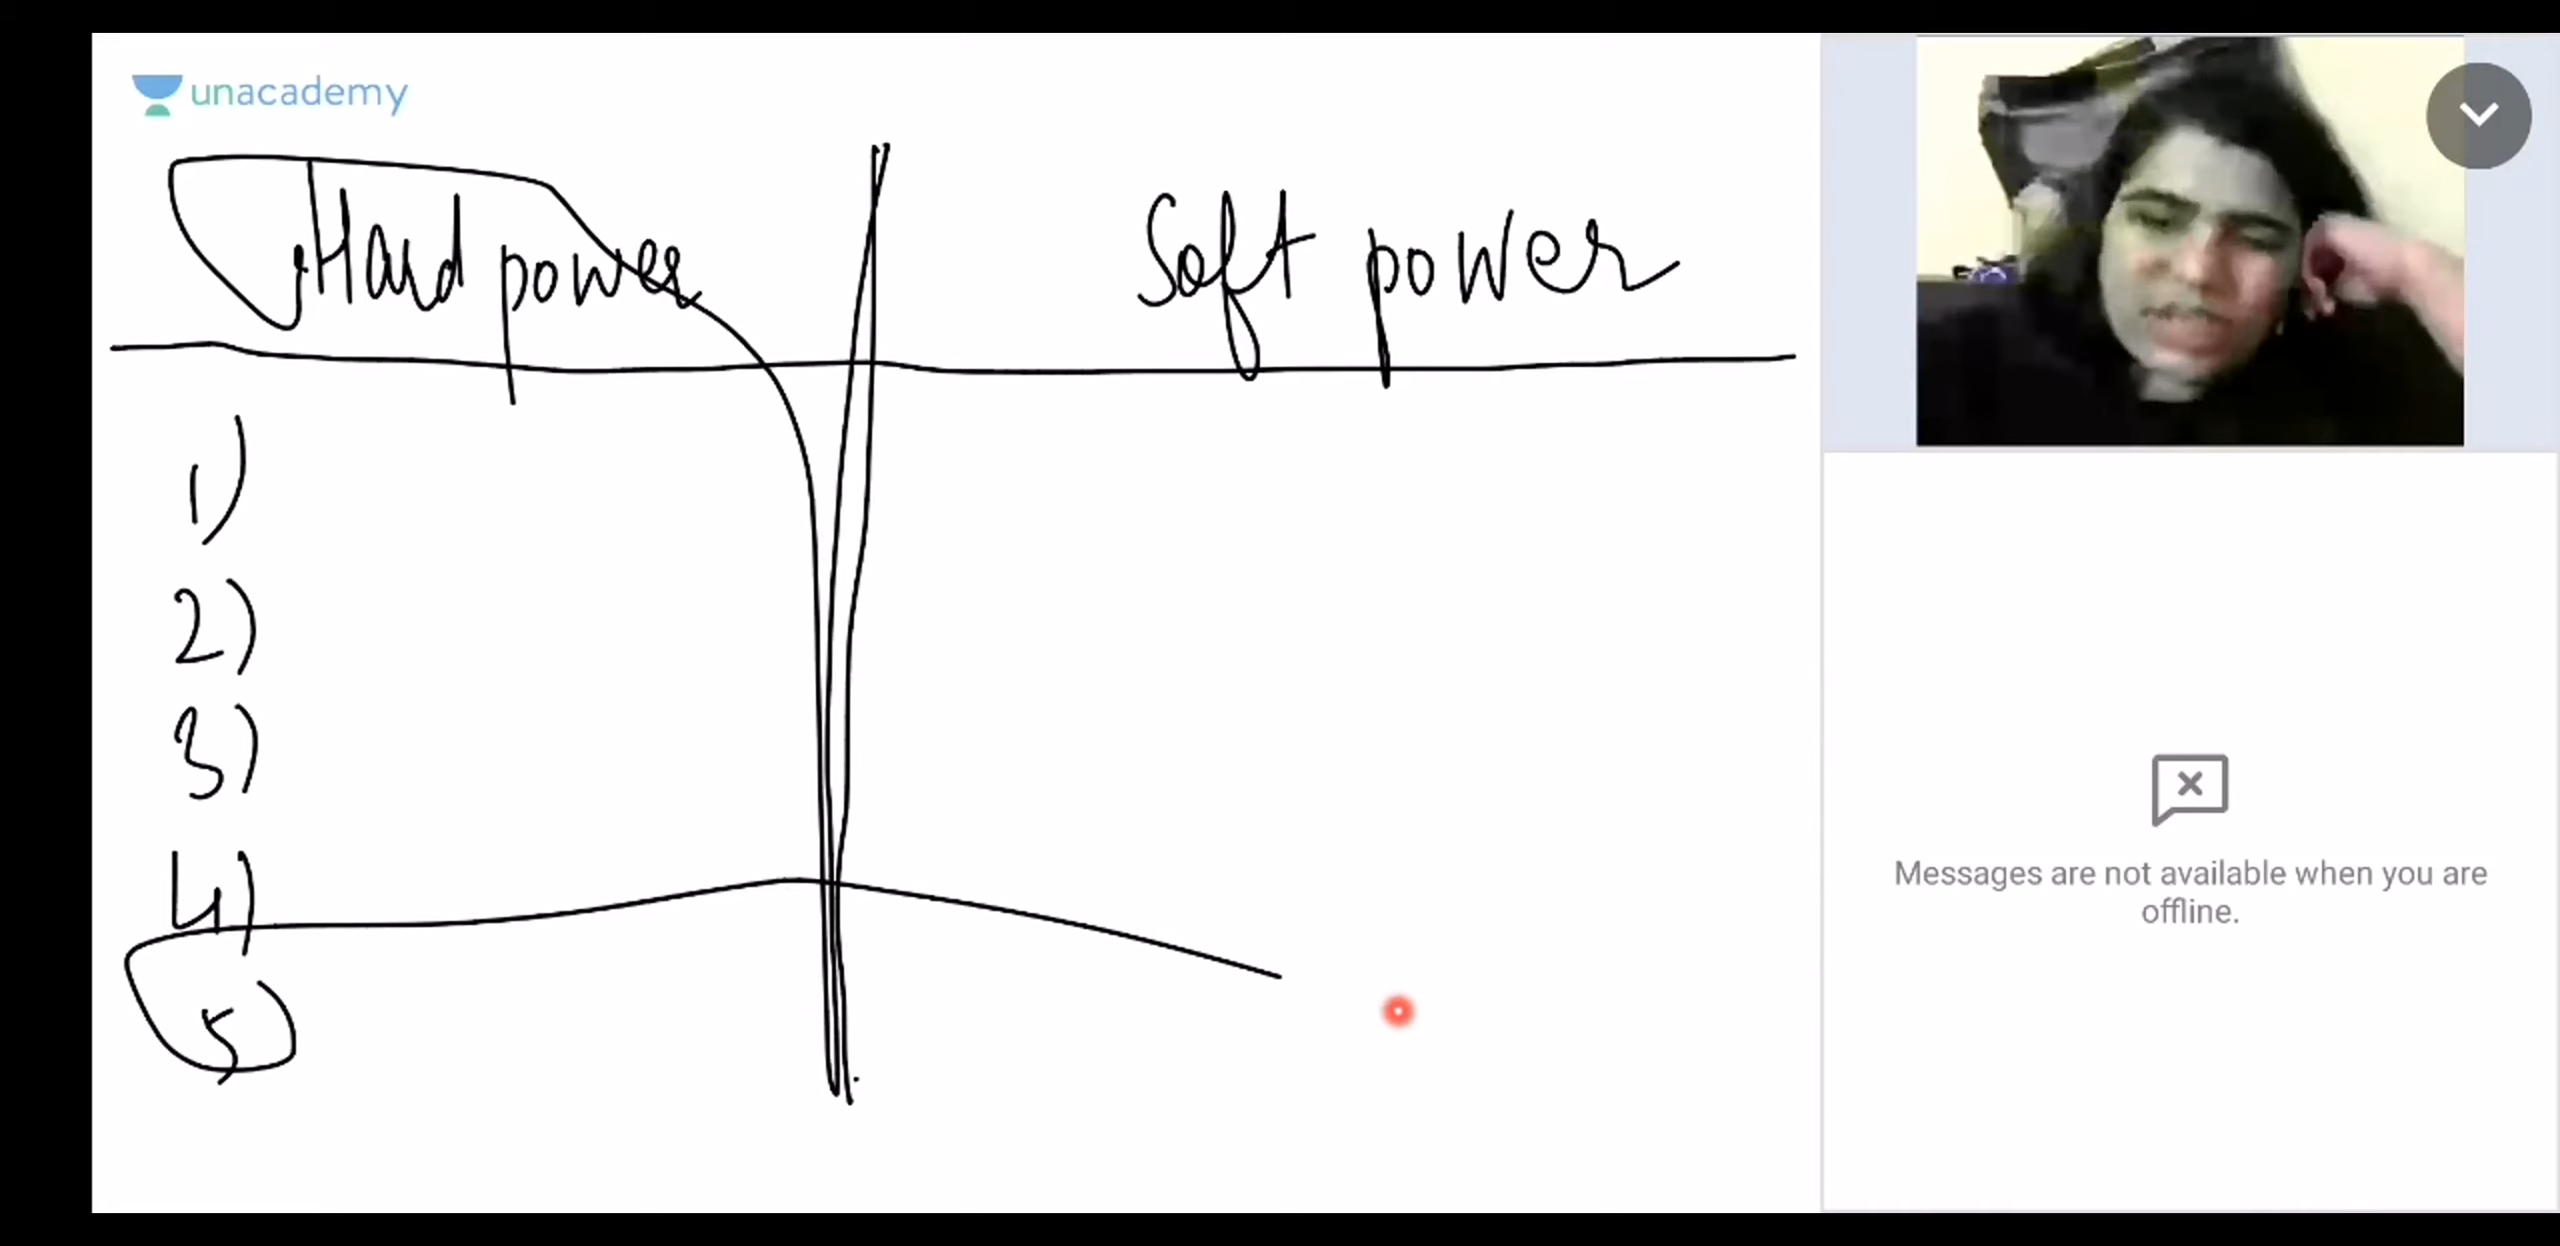 unacademy
Hard power
Soft power
1)
2)
3)
4)
5)
Messages are not available when you are
offline.